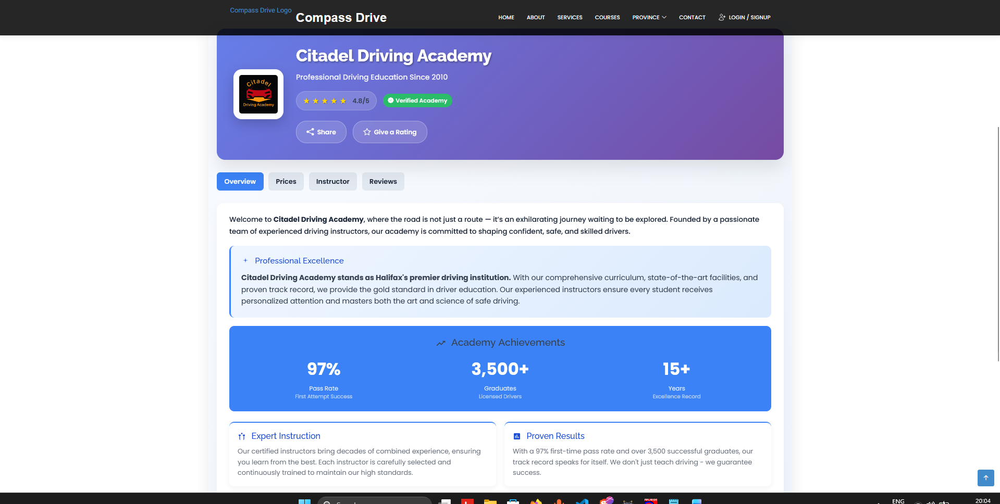 Compass Drive Logo
Compass Drive
HOME
ABOUT
SERVICES
COURSES
PROVINCE
CONTACT
LOGIN / SIGNUP
Citadel
Driving Academy
Citadel Driving Academy
Professional Driving Education Since 2010
4.8/5
Verified Academy
Share
Give a Rating
Overview
Prices
Instructor
Reviews
Welcome to Citadel Driving Academy, where the road is not just a route — it’s an exhilarating journey waiting to be explored. Founded by a passionate
team of experienced driving instructors, our academy is committed to shaping confident, safe, and skilled drivers.
Professional Excellence
Citadel Driving Academy stands as Halifax's premier driving institution. With our comprehensive curriculum, state-of-the-art facilities, and
proven track record, we provide the gold standard in driver education. Our experienced instructors ensure every student receives
personalized attention and masters both the art and science of safe driving.
Academy Achievements
97%
Pass Rate
First Attempt Success
3,500+
Graduates
Licensed Drivers
15+
Years
Excellence Record
Expert Instruction
Our certified instructors bring decades of combined experience, ensuring
you learn from the best. Each instructor is carefully selected and
continuously trained to maintain our high standards.
Proven Results
With a 97% first-time pass rate and over 3,500 successful graduates, our
track record speaks for itself. We don't just teach driving - we guarantee
success.
ENG
20:04